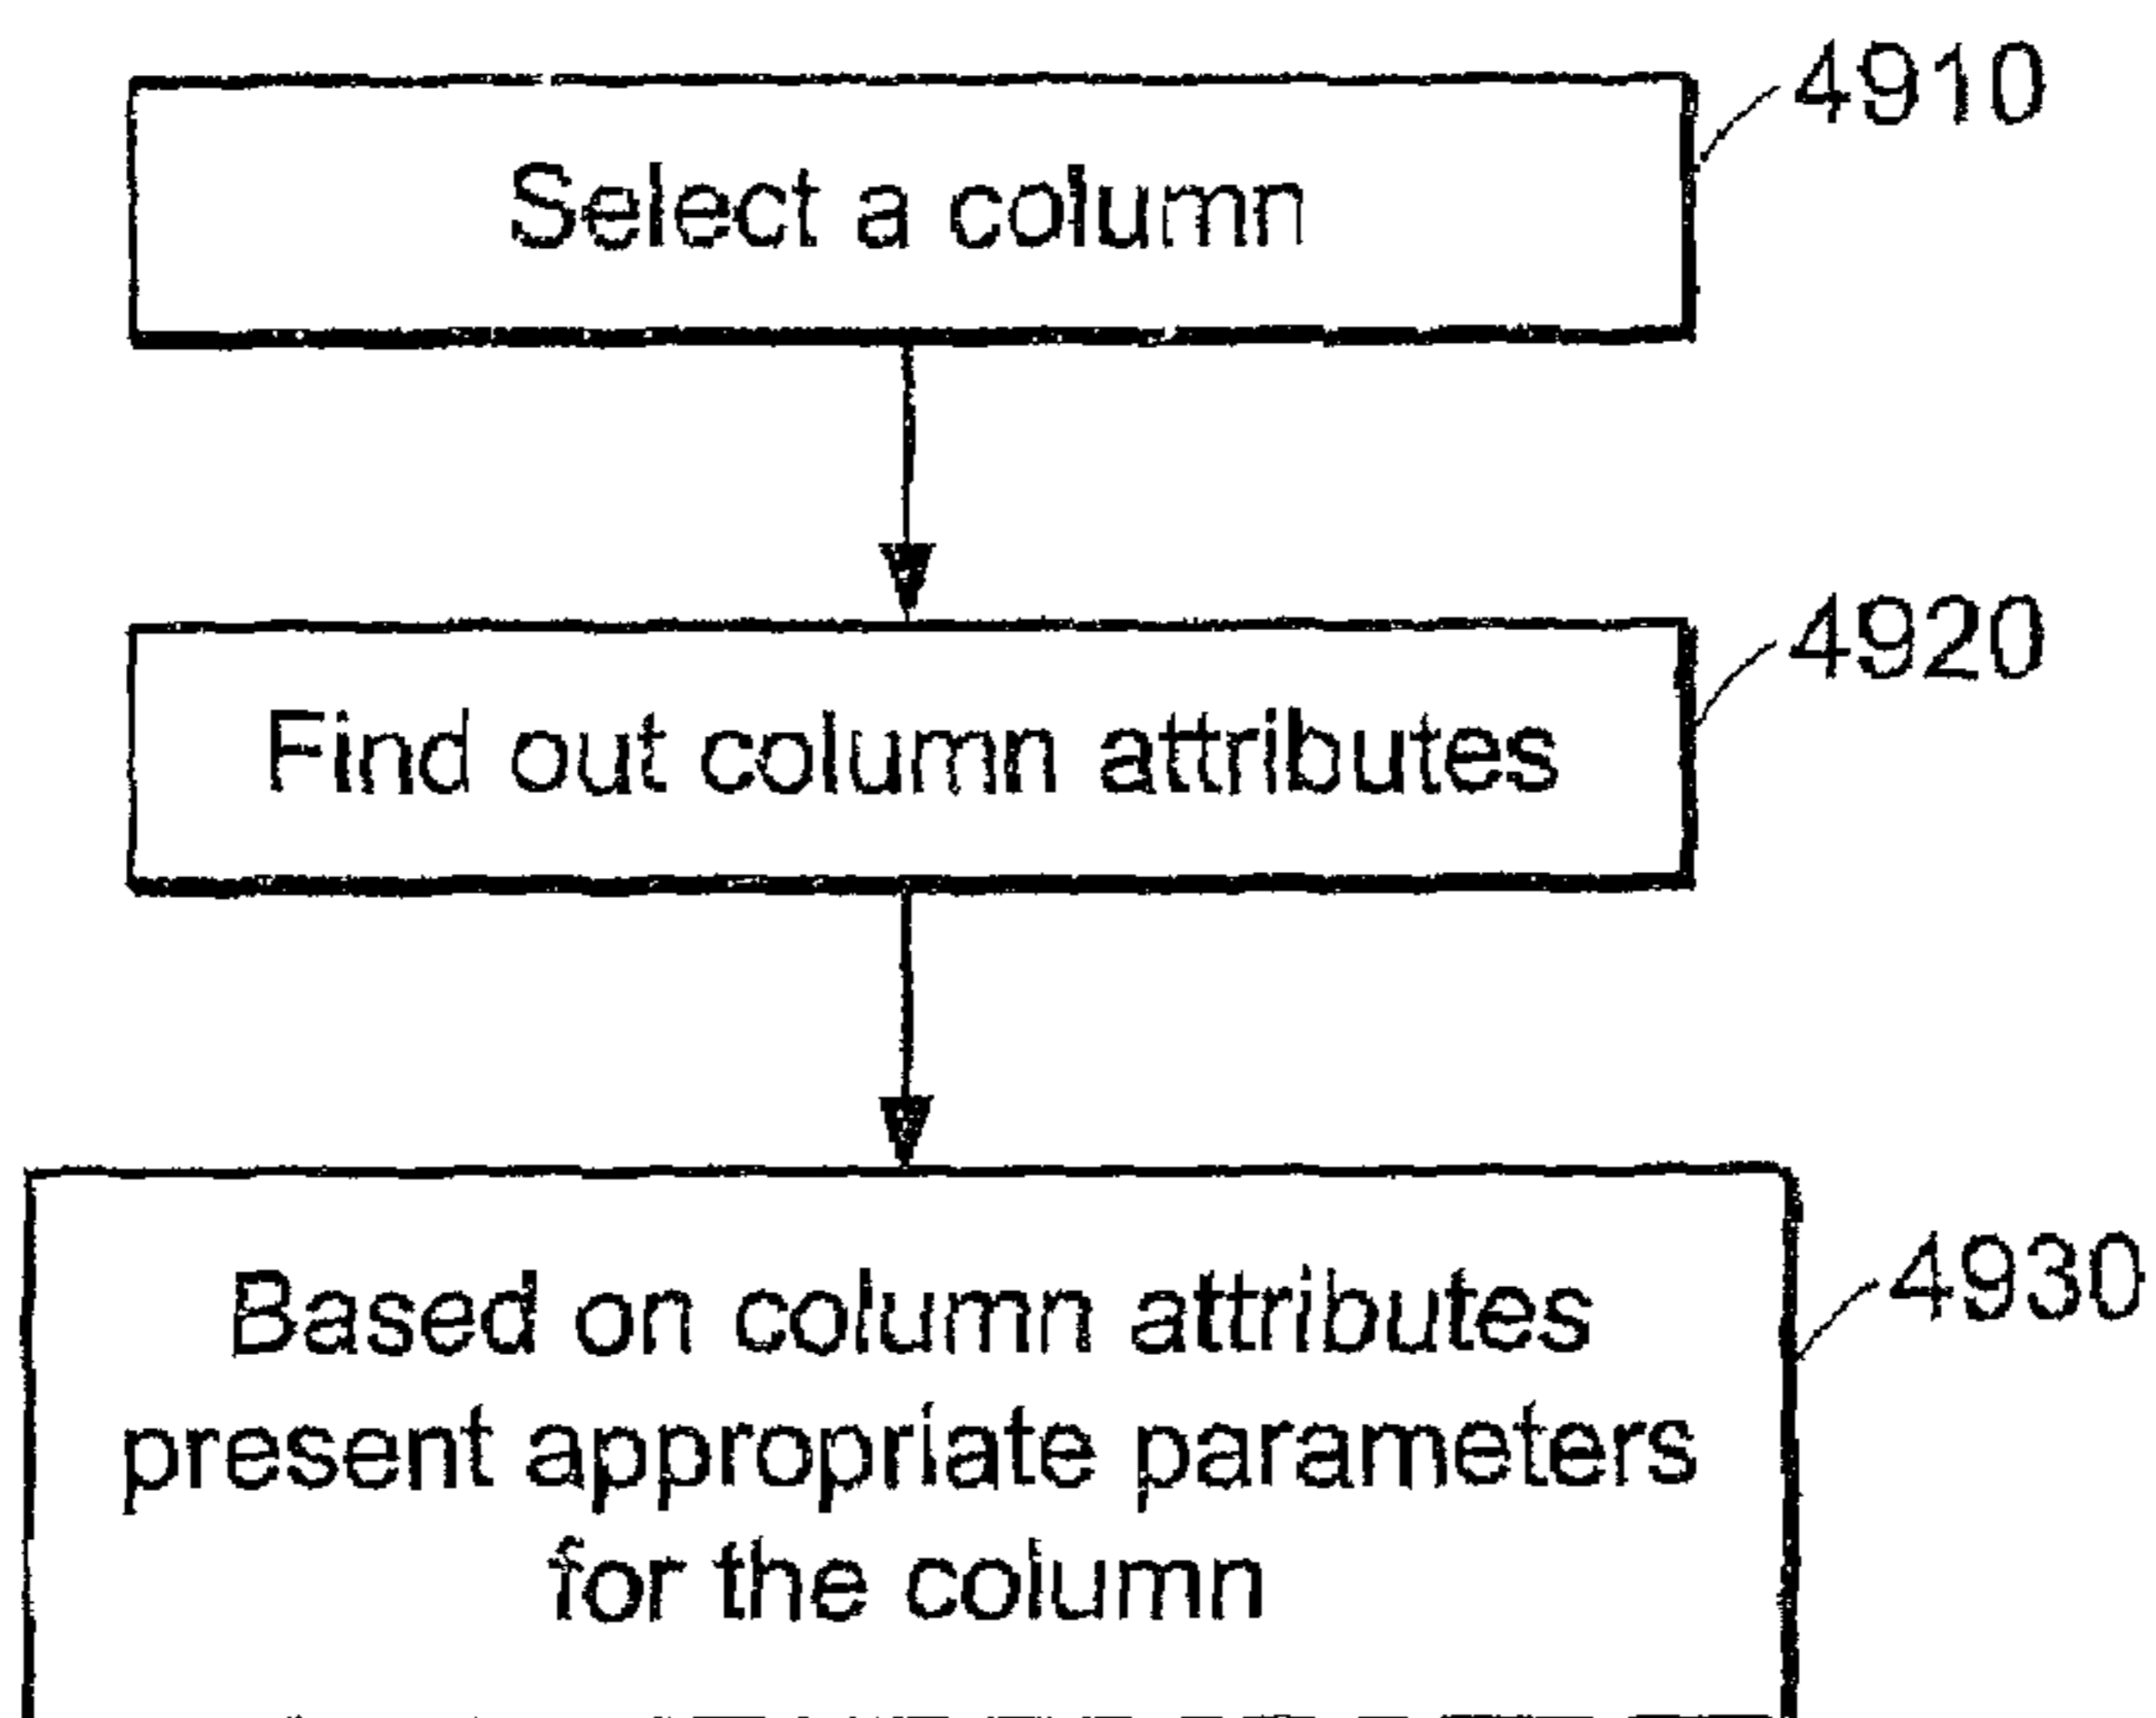 4910
Select a column
4920
Find out column attributes
4930
Based on column attributes
present appropriate parameters
for the column